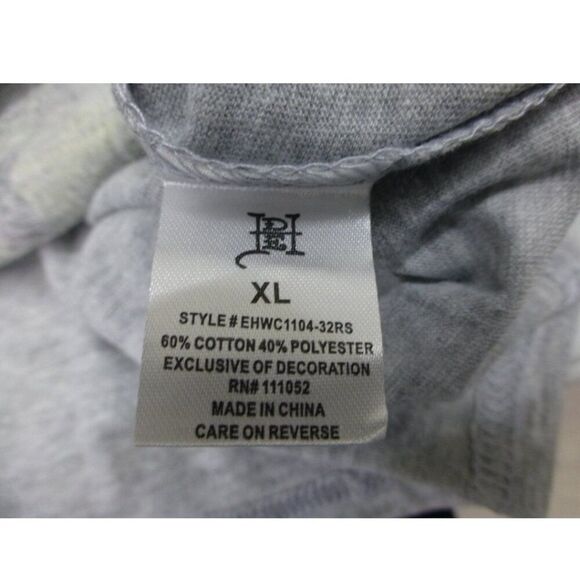 XL
STYLE # EHWC1104-32RS
60% COTTON 40% POLYESTER
EXCLUSIVE OF DECORATION
RN# 111052
MADE IN CHINA
CARE ON REVERSE